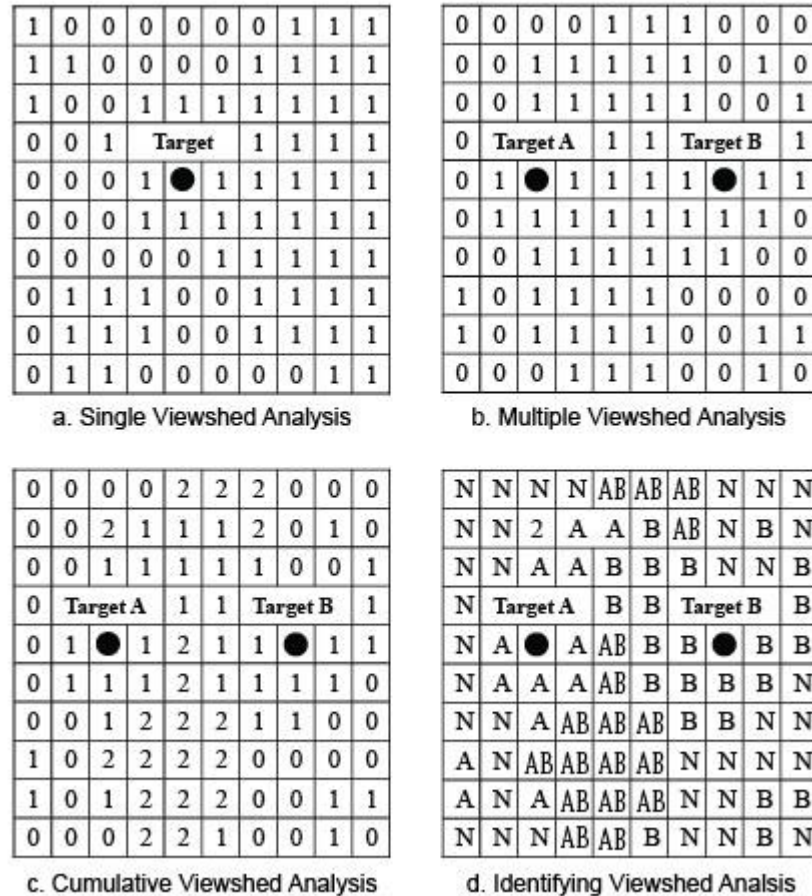 1 0 0 0 0 0 0 1 1 1
1 1 0 0 0 0 1 1 1 1
1 0 0 1 1 1 1 1 1 1
0 0 1 Target 1 1 1 1
0 0 0 1 1 1 1 1 1
0 0 0 1 1 1 1 1 1 1
0 0 0 0 0 1 1 1 1 1
0 1 1 1 0 0 1 1 1 1
0 1 1 1 0 0 1 1 1 1
0 1 1 0 0 0 0 0 1 1
a. Single Viewshed Analysis
0 0 0 0 1 1 1 0 0 0
0 0 1 1 1 1 1 0 1 0
0 0 1 1 1 1 1 0 0 1
0 Target A 1 1 Target B 1
0 1 1 1 1 1 1 1
0 1 1 1 1 1 1 1 1 0
0 0 1 1 1 1 1 1 0 0
1 0 1 1 1 1 0 0 0 0
1 0 1 1 1 1 0 0 1 1
0 0 0 1 1 1 0 0 1 0
b. Multiple Viewshed Analysis
0 0 0 0 2 2 2 0 0 0
0 0 2 1 1 1 2 0 1 0
0 0 1 1 1 1 1 0 0 1
0 Target A 1 1 Target B 1
0 1 1 2 1 1 1 1
0 1 1 1 2 1 1 1 1 0
0 0 1 2 2 2 1 1 0 0
1 0 2 2 2 2 0 0 0 0
1 0 1 2 2 2 0 0 1 1
0 0 0 2 2 1 0 0 1 0
c. Cumulative Viewshed Analysis
N N N N AB AB AB N N N
N N 2 A A B AB N B N
N N A A B B B N N B
N Target A B B Target B B
N A A AB B B B B
N A A A AB B B B B N
N N A AB AB AB B B N N
A N AB AB AB AB N N N N
A N A AB AB AB N N B B
N N N AB AB B N N B N
d. Identifying Viewshed Analsis